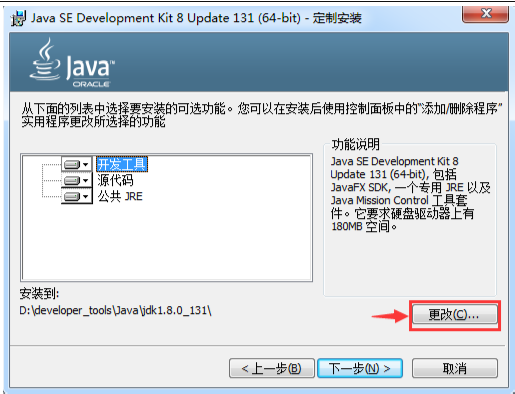 Java SE Development Kit 8 Update 131 (64-bit) - 定制安装
Java™
ORACLE
从下面的列表中选择要安装的可选功能。您可以在安装后使用控制面板中的"添加/删除程序"
实用程序更改所选择的功能
开发工具
源代码
公共 JRE
功能说明
Java SE Development Kit 8
Update 131 (64-bit), 包括
JavaFX SDK, 一个专用 JRE 以及
Java Mission Control 工具套
件。它要求硬盘驱动器上有
180MB 空间。
安装到:
D:\developer_tools\Java\jdk1.8.0_131\
更改(C)...
< 上一步(B)
下一步(N) >
取消